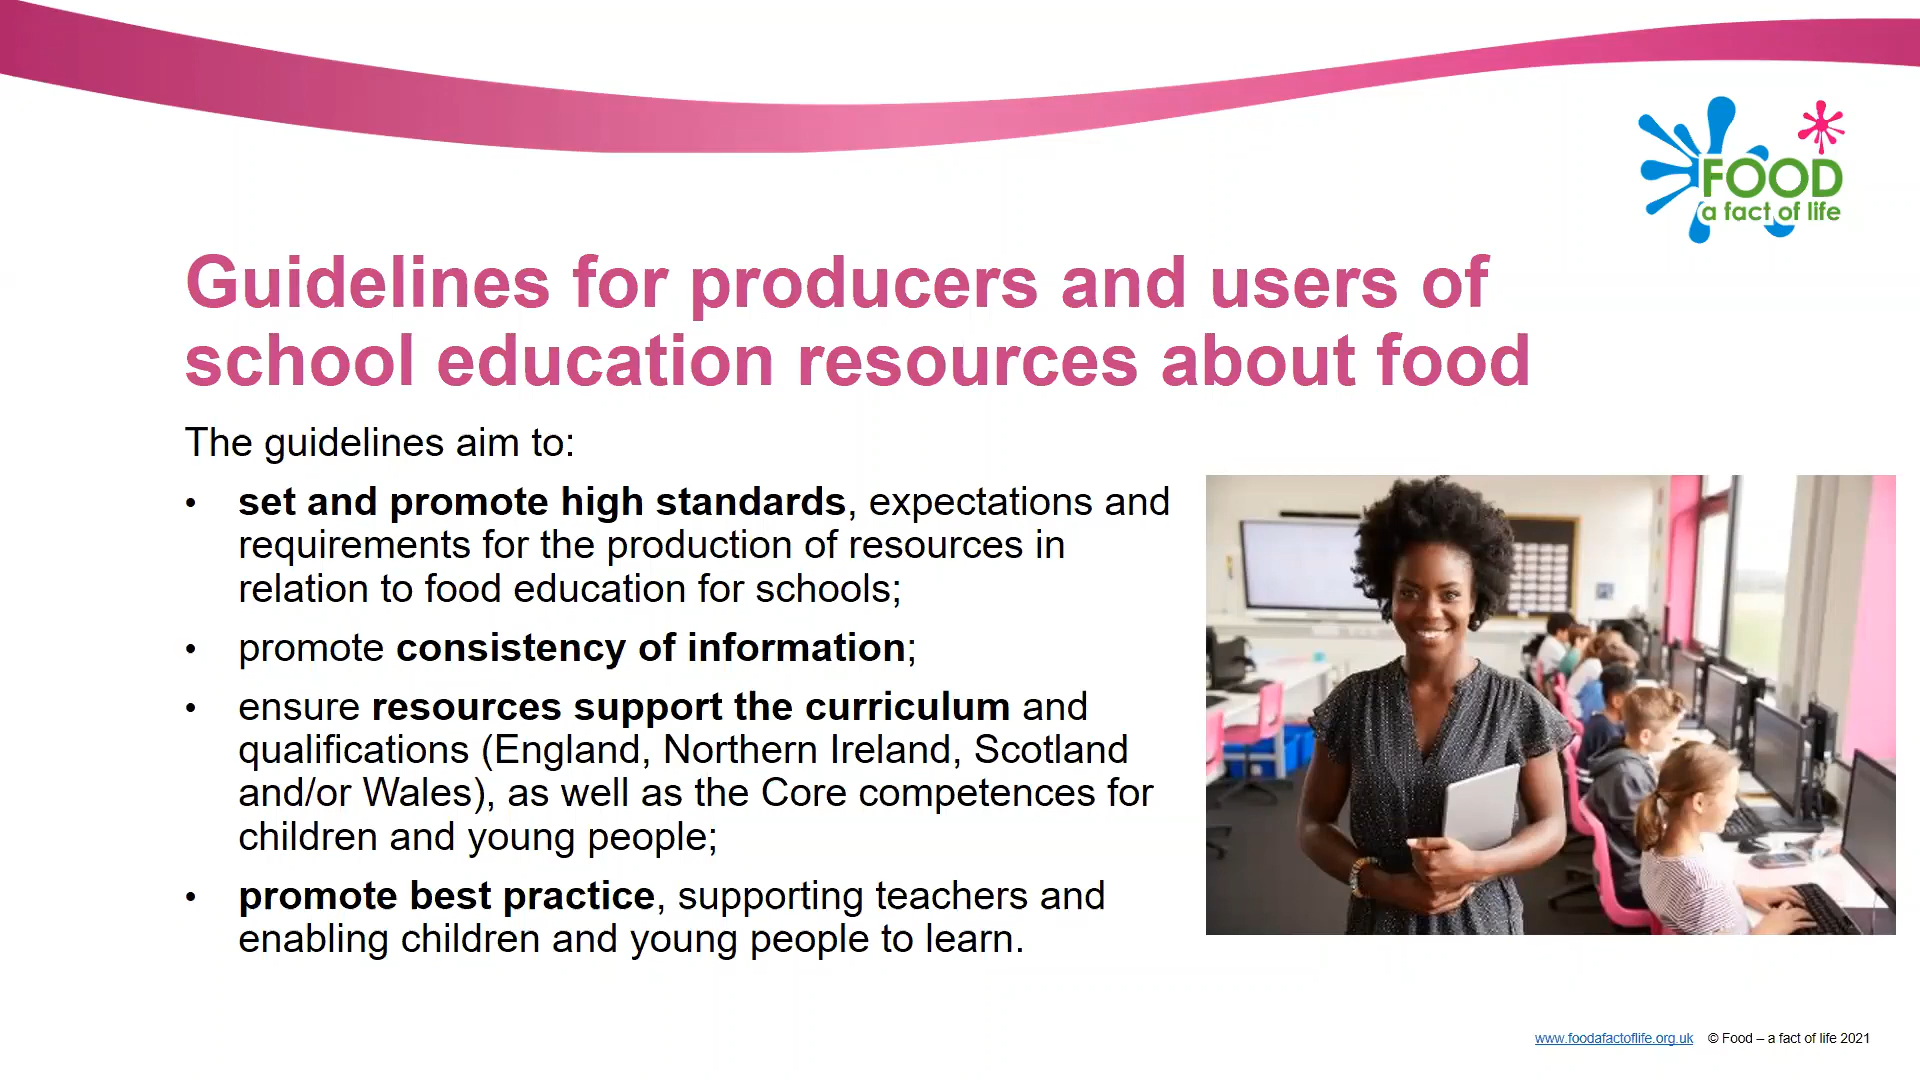 FOOD
a fact of life
Guidelines for producers and users of
school education resources about food
The guidelines aim to:
• set and promote high standards, expectations and
requirements for the production of resources in
relation to food education for schools;
• promote consistency of information;
• ensure resources support the curriculum and
qualifications (England, Northern Ireland, Scotland
and/or Wales), as well as the Core competences for
children and young people;
• promote best practice, supporting teachers and
enabling children and young people to learn.
www.foodafactoflife.org.uk © Food – a fact of life 2021